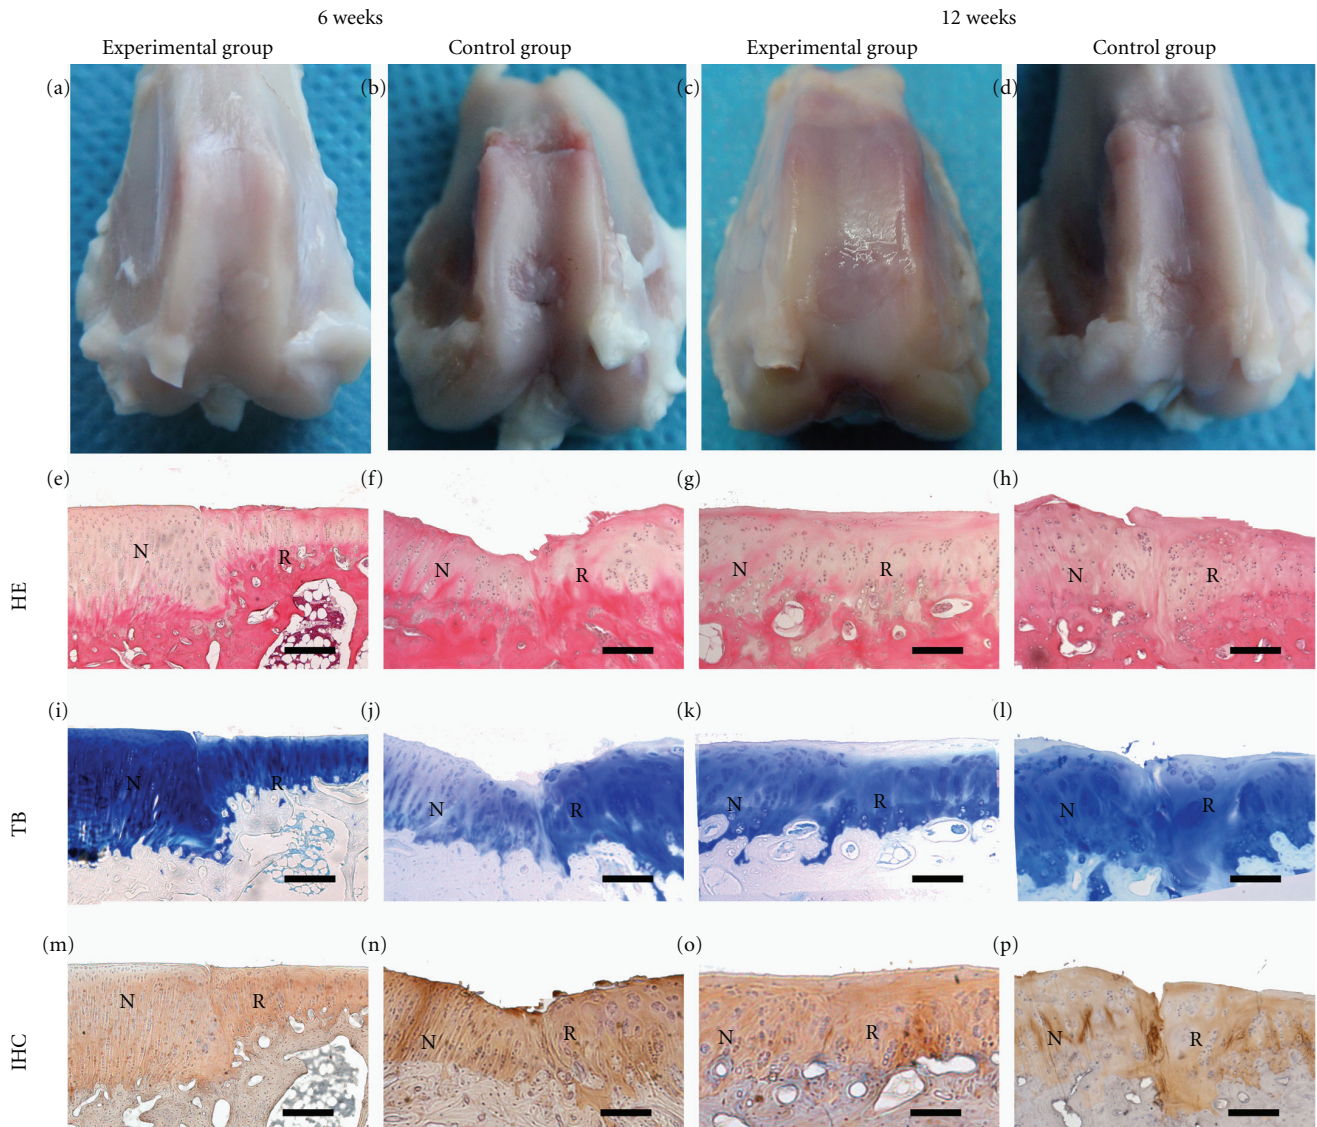 6 weeks 12 weeks
Experimental group Control group Experimental group Control group
(a) (b) (c) (d)
(e) (f) (g) (h)
HE N R N R N R N R
(i) (j) (k) (l)
TB N R N R N R N R
(m) (n) (o) (p)
IHC N R N R N R N R